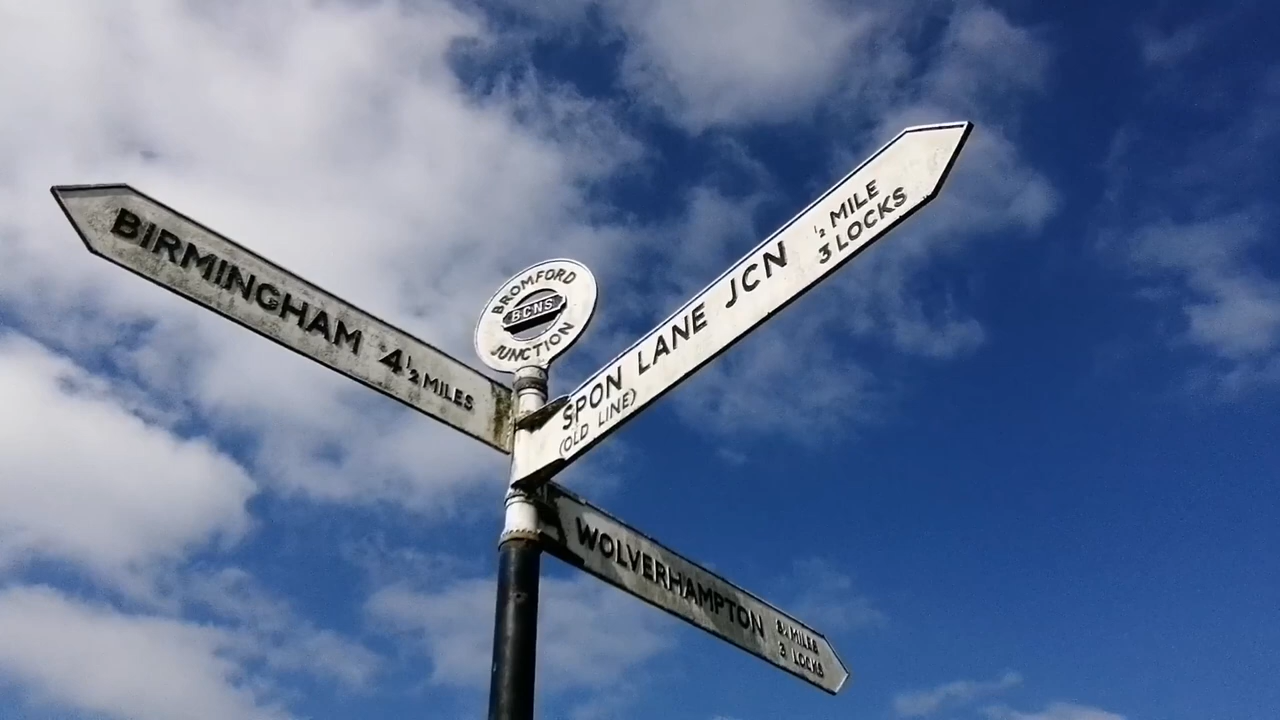 BROMFORD
BCNS
JUNCTION
BIRMINGHAM 4½ MILES
SPON LANE JCN ½ MILE
(OLD LINE) 3 LOCKS
WOLVERHAMPTON MILES
3 LOCKS